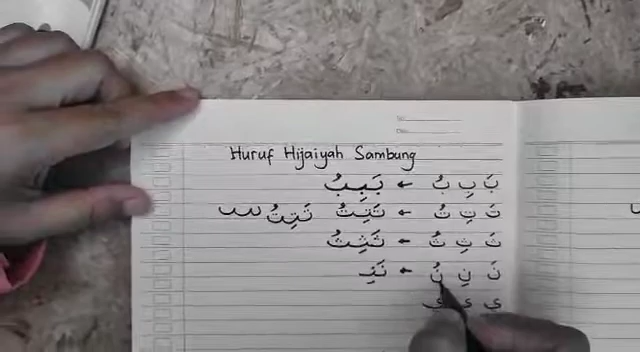 Huruf Hijaiyah Sambung
بَ بِ بُ ← بَبِبُ
تَ تِ تُ ← تَتِتُ تَتِتُ
ثَ ثِ ثُ ← ثَثِثُ
نَ نِ نُ ← نَنِ
ي ي ي